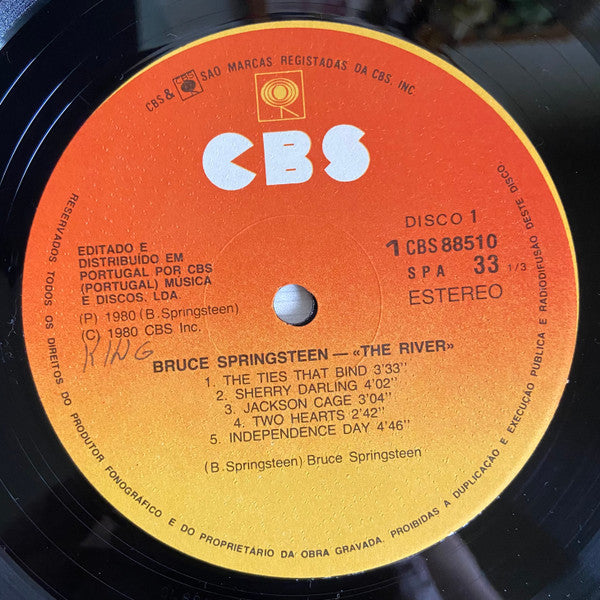 CBS & CBS SAO MARCAS REGISTADAS DA CBS, INC.
CBS
DISCO 1
1 CBS 88510
SPA 33 1/3
ESTEREO
EDITADO E
DISTRIBUIDO EM
PORTUGAL POR CBS
(PORTUGAL) MÚSICA
E DISCOS, LDA.
(P) 1980 (B. Springsteen)
(C) 1980 CBS Inc.
KING
BRUCE SPRINGSTEEN — «THE RIVER»
1. THE TIES THAT BIND 3'33''
2. SHERRY DARLING 4'02''
3. JACKSON CAGE 3'04''
4. TWO HEARTS 2'42''
5. INDEPENDENCE DAY 4'46''
(B. Springsteen) Bruce Springsteen
RESERVADOS TODOS OS DIREITOS DO PRODUTOR FONOGRÁFICO E DO PROPRIETÁRIO DA OBRA GRAVADA. PROIBIDAS A DUPLICAÇÃO E EXECUÇÃO PÚBLICA E RADIODIFUSÃO DESTE DISCO.